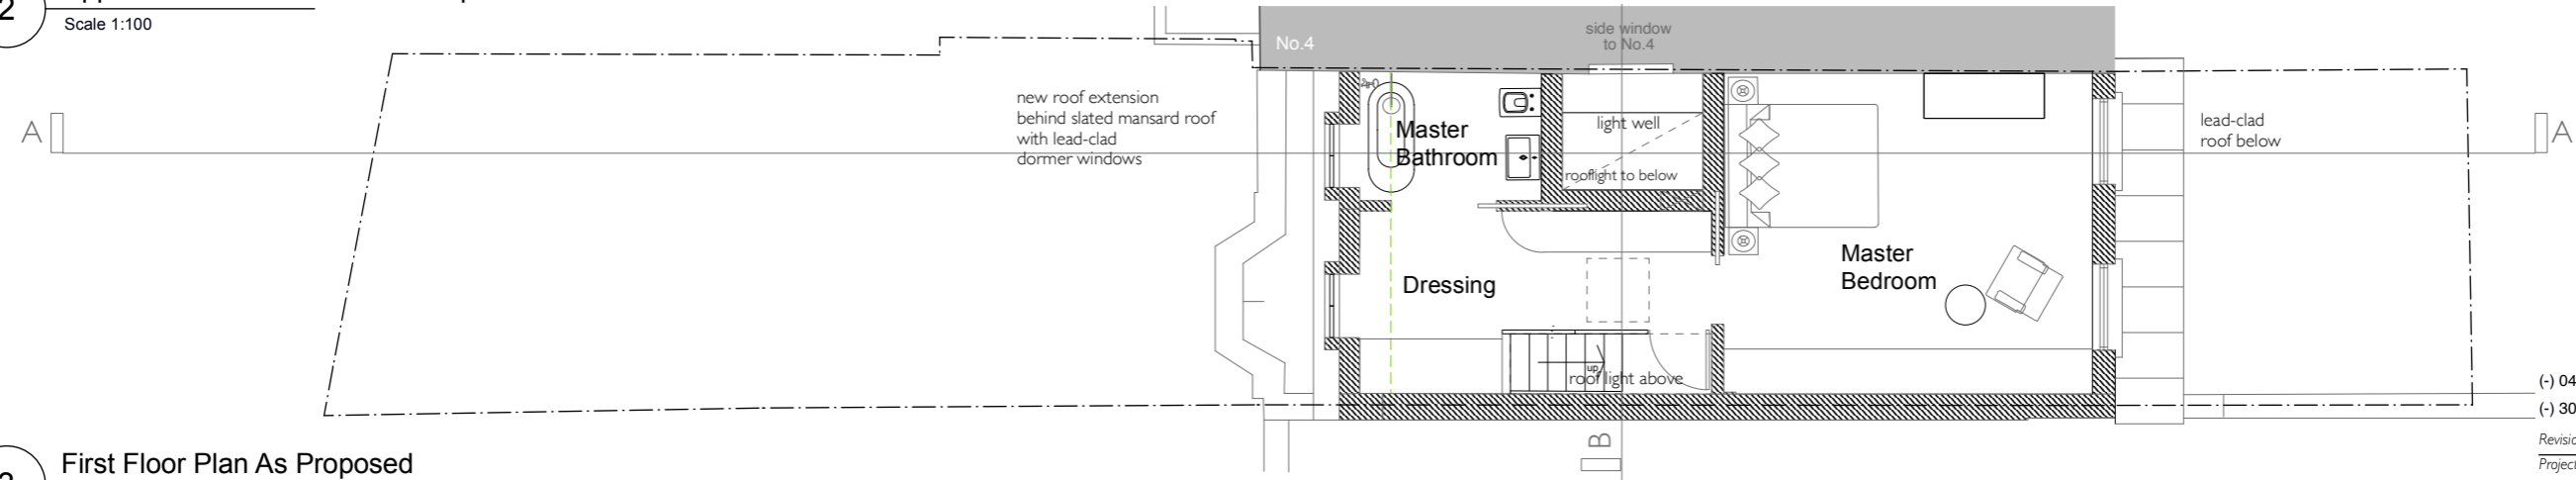 2
Scale 1:100
No.4
side window
to No.4
new roof extension
behind slated mansard roof
with lead-clad
dormer windows
A
Master
Bathroom
light well
rooflight to below
lead-clad
roof below
A
Dressing
Master
Bedroom
up
roof light above
(-) 04
(-) 30
B
First Floor Plan As Proposed
Revisio
Project